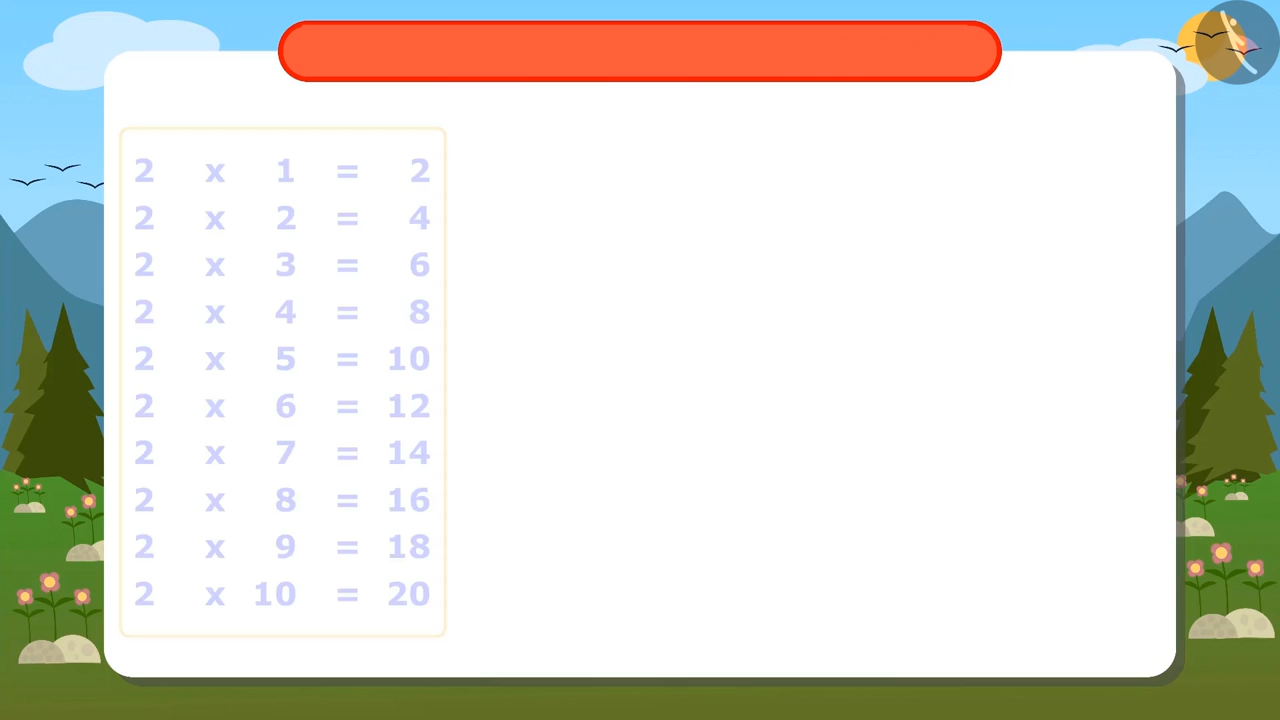 2 x 1 = 2
2 x 2 = 4
2 x 3 = 6
2 x 4 = 8
2 x 5 = 10
2 x 6 = 12
2 x 7 = 14
2 x 8 = 16
2 x 9 = 18
2 x 10 = 20